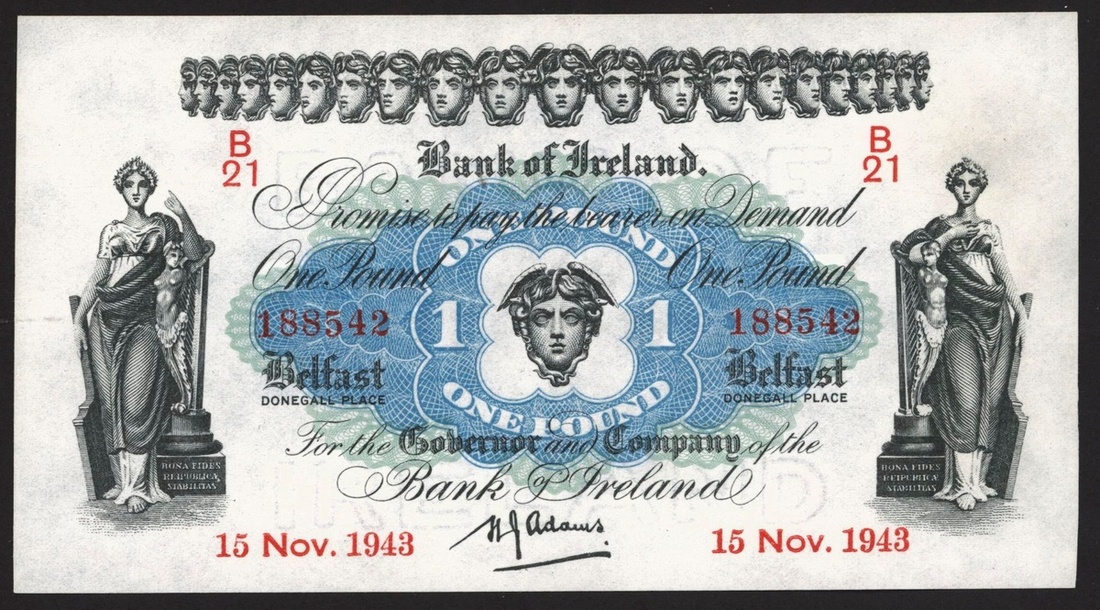 B
21
B
21
Bank of Ireland.
I Promise to pay the bearer on Demand
ONE POUND
One Pound
One Pound
188542
1
1
188542
Belfast
Belfast
DONEGALL PLACE
DONEGALL PLACE
ONE POUND
For the Governor and Company of the
Bank of Ireland
BONA FIDES
REIPUBLICÆ
STABILITAS
BONA FIDES
REIPUBLICÆ
STABILITAS
H J Adams
15 Nov. 1943
15 Nov. 1943